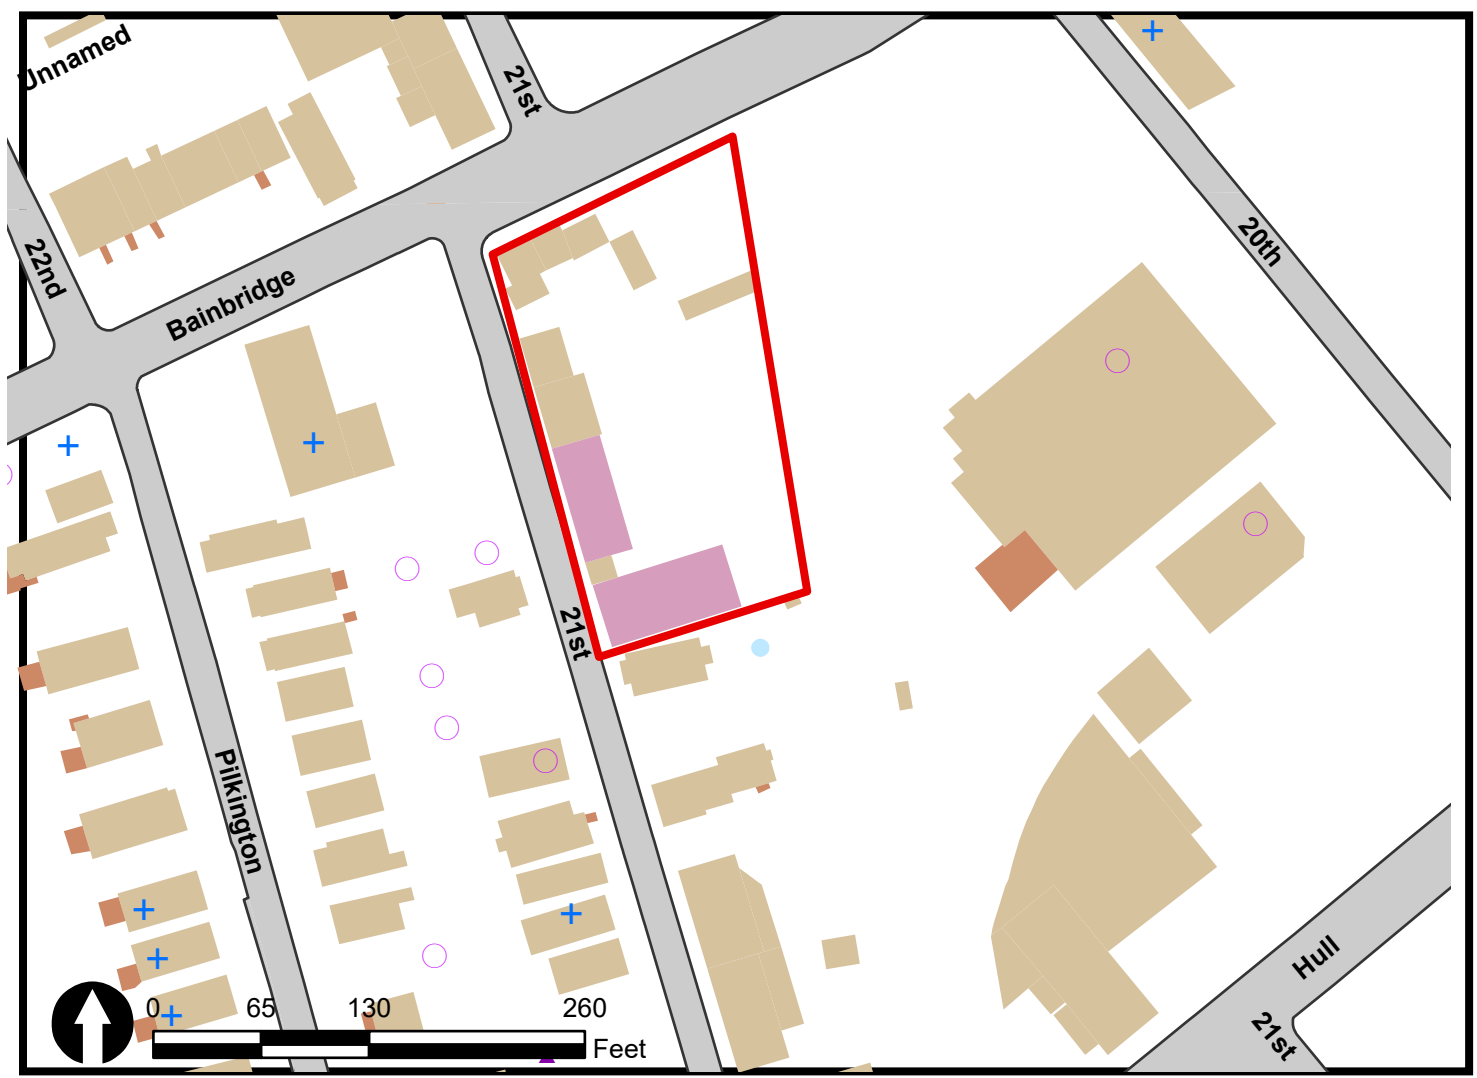 Unnamed
21st
22nd
Bainbridge
20th
21st
Pilkington
Hull
21st
0 65 130 260
Feet